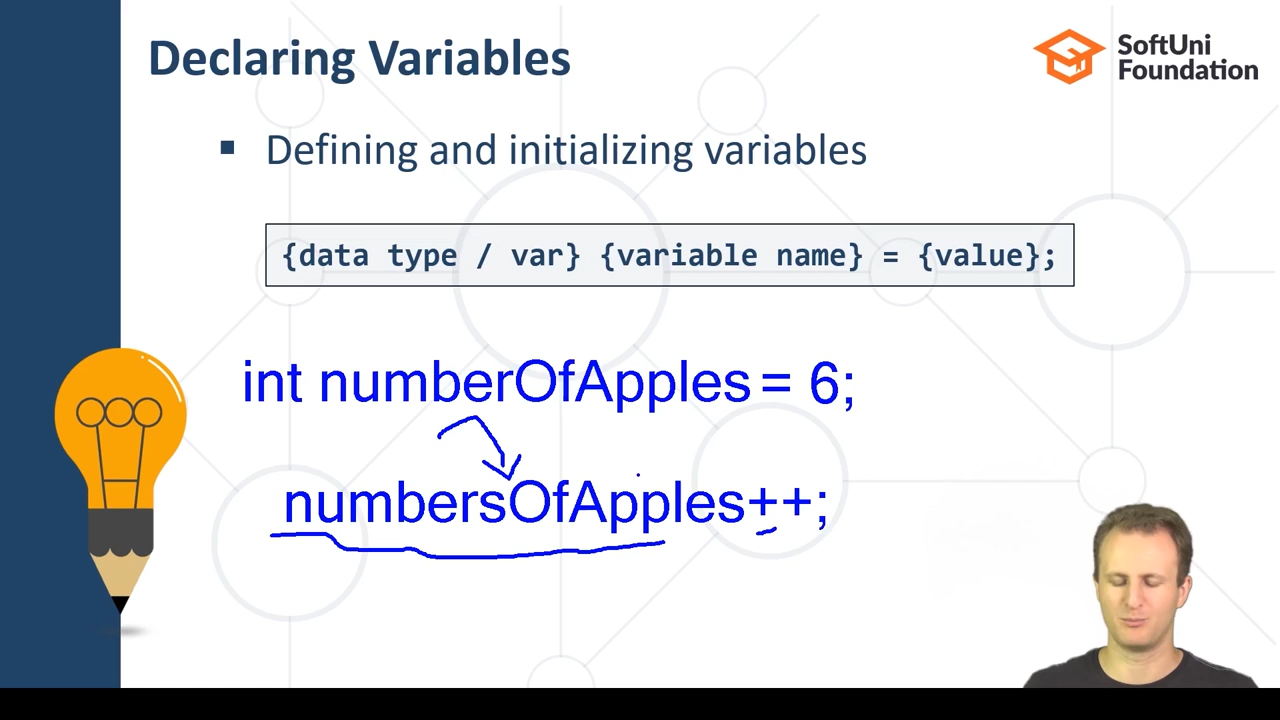 Declaring Variables
SoftUni
Foundation
▪ Defining and initializing variables
{data type / var} {variable name} = {value};
int numberOfApples = 6;
numbersOfApples++;